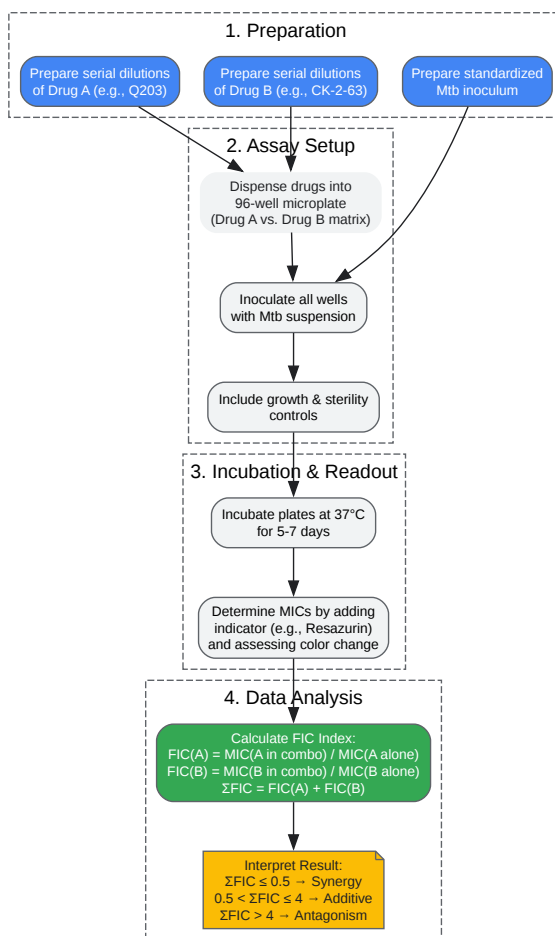 1. Preparation
Prepare serial dilutions
of Drug A (e.g., Q203)
Prepare serial dilutions
of Drug B (e.g., CK-2-63)
Prepare standardized
Mtb inoculum
2. Assay Setup
Dispense drugs into
96-well microplate
(Drug A vs. Drug B matrix)
Inoculate all wells
with Mtb suspension
Include growth & sterility
controls
3. Incubation & Readout
Incubate plates at 37°C
for 5-7 days
Determine MICs by adding
indicator (e.g., Resazurin)
and assessing color change
4. Data Analysis
Calculate FIC Index:
FIC(A) = MIC(A in combo) / MIC(A alone)
FIC(B) = MIC(B in combo) / MIC(B alone)
ΣFIC = FIC(A) + FIC(B)
Interpret Result:
ΣFIC ≤ 0.5 → Synergy
0.5 < ΣFIC ≤ 4 → Additive
ΣFIC > 4 → Antagonism